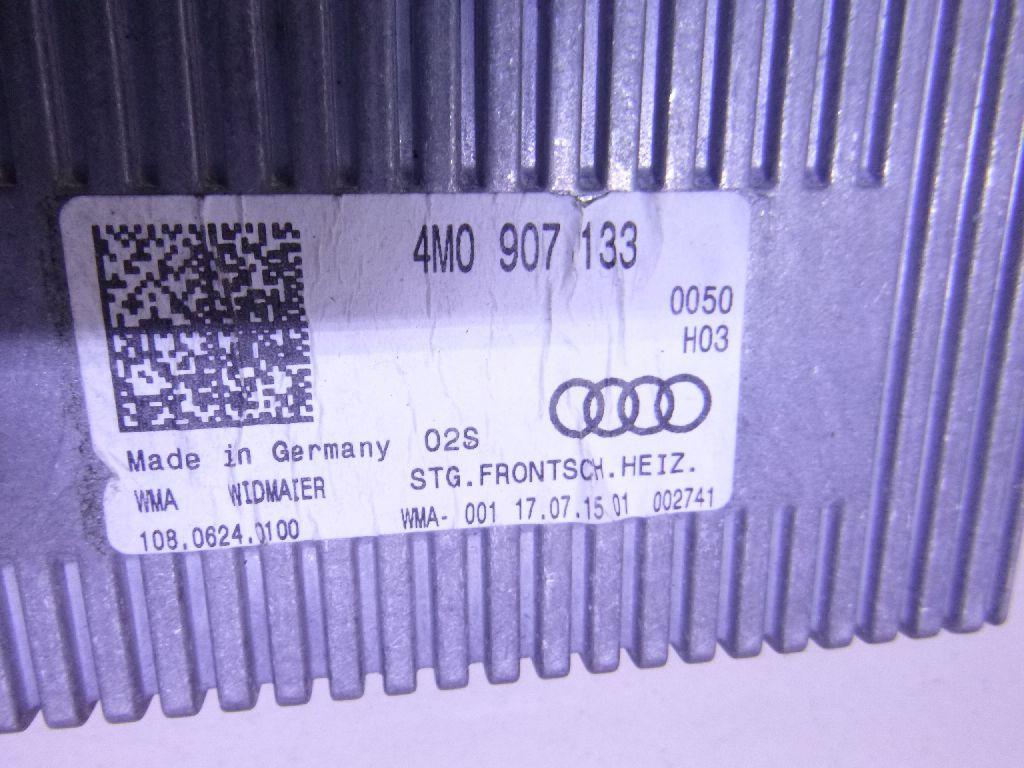 4M0 907 133
0050
H03
Made in Germany 02S
WMA WIDMAIER STG.FRONTSCH.HEIZ.
108.0624.0100 WMA- 001 17.07.15 01 002741